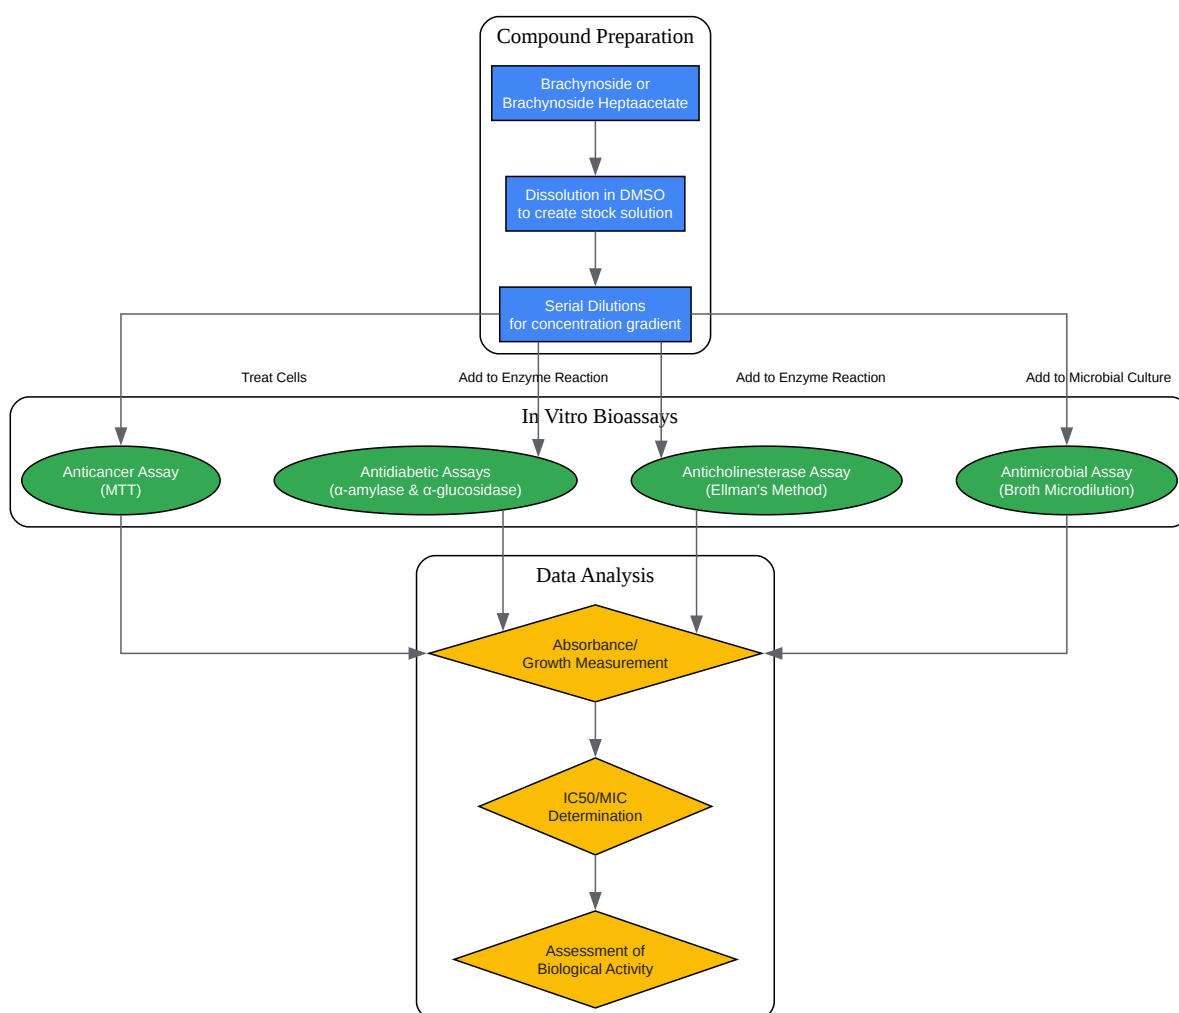 Compound Preparation
Brachynoside or
Brachynoside Heptaacetate
Dissolution in DMSO
to create stock solution
Serial Dilutions
for concentration gradient
Treat Cells
Add to Enzyme Reaction
Add to Enzyme Reaction
Add to Microbial Culture
In Vitro Bioassays
Anticancer Assay
(MTT)
Antidiabetic Assays
(α-amylase & α-glucosidase)
Anticholinesterase Assay
(Ellman's Method)
Antimicrobial Assay
(Broth Microdilution)
Data Analysis
Absorbance/
Growth Measurement
IC50/MIC
Determination
Assessment of
Biological Activity